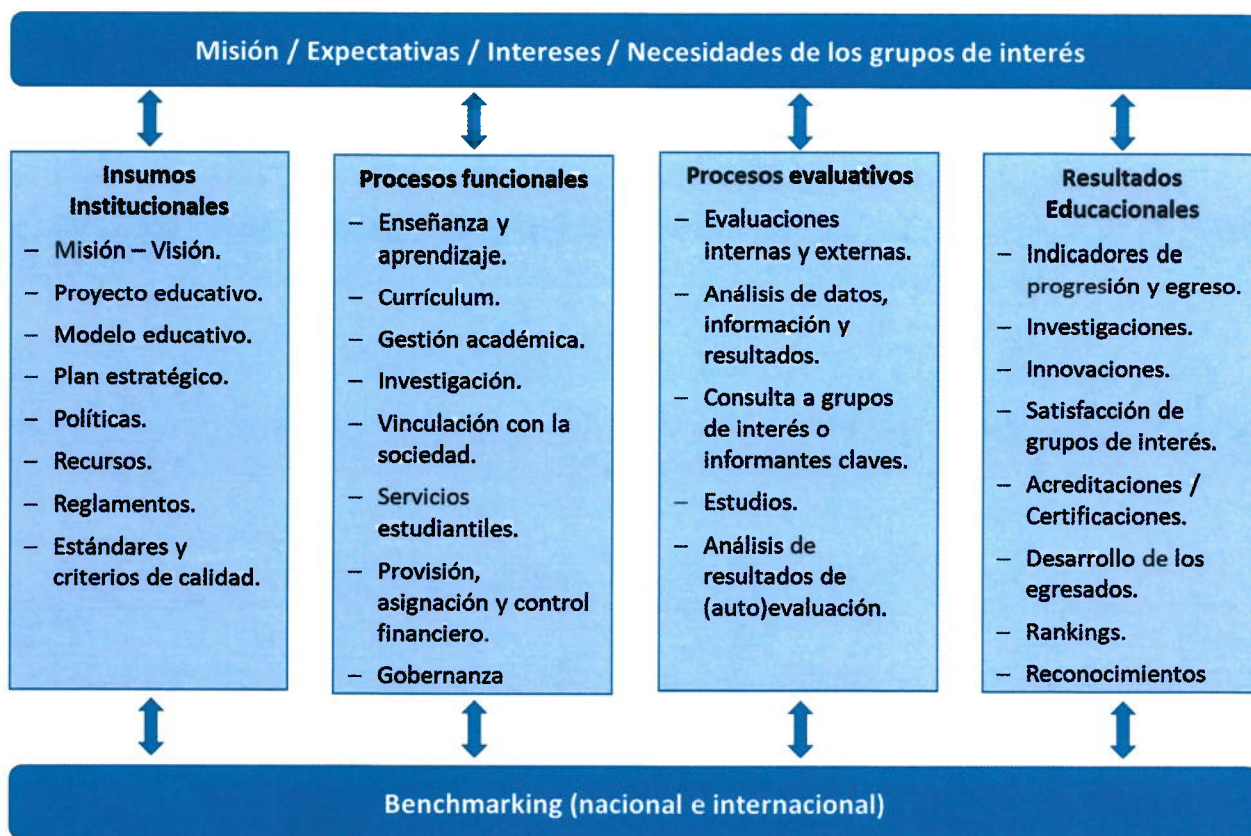 Misión / Expectativas / Intereses / Necesidades de los grupos de interés
Insumos
Institucionales
– Misión – Visión.
– Proyecto educativo.
– Modelo educativo.
– Plan estratégico.
– Políticas.
– Recursos.
– Reglamentos.
– Estándares y
criterios de calidad.
Procesos funcionales
– Enseñanza y
aprendizaje.
– Currículum.
– Gestión académica.
– Investigación.
– Vinculación con la
sociedad.
– Servicios
estudiantiles.
– Provisión,
asignación y control
financiero.
– Gobernanza
Procesos evaluativos
– Evaluaciones
internas y externas.
– Análisis de datos,
información y
resultados.
– Consulta a grupos
de interés o
informantes claves.
– Estudios.
– Análisis de
resultados de
(auto)evaluación.
Resultados
Educacionales
– Indicadores de
progresión y egreso.
– Investigaciones.
– Innovaciones.
– Satisfacción de
grupos de interés.
– Acreditaciones /
Certificaciones.
– Desarrollo de los
egresados.
– Rankings.
– Reconocimientos
Benchmarking (nacional e internacional)